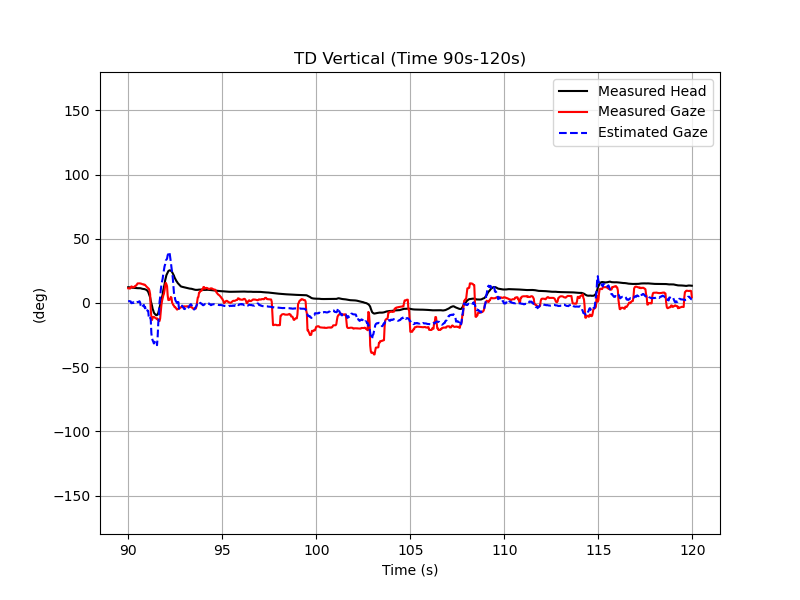 TD Vertical (Time 90s-120s)
Measured Head
Measured Gaze
Estimated Gaze
150
100
50
0
−50
−100
−150
(deg)
90 95 100 105 110 115 120
Time (s)